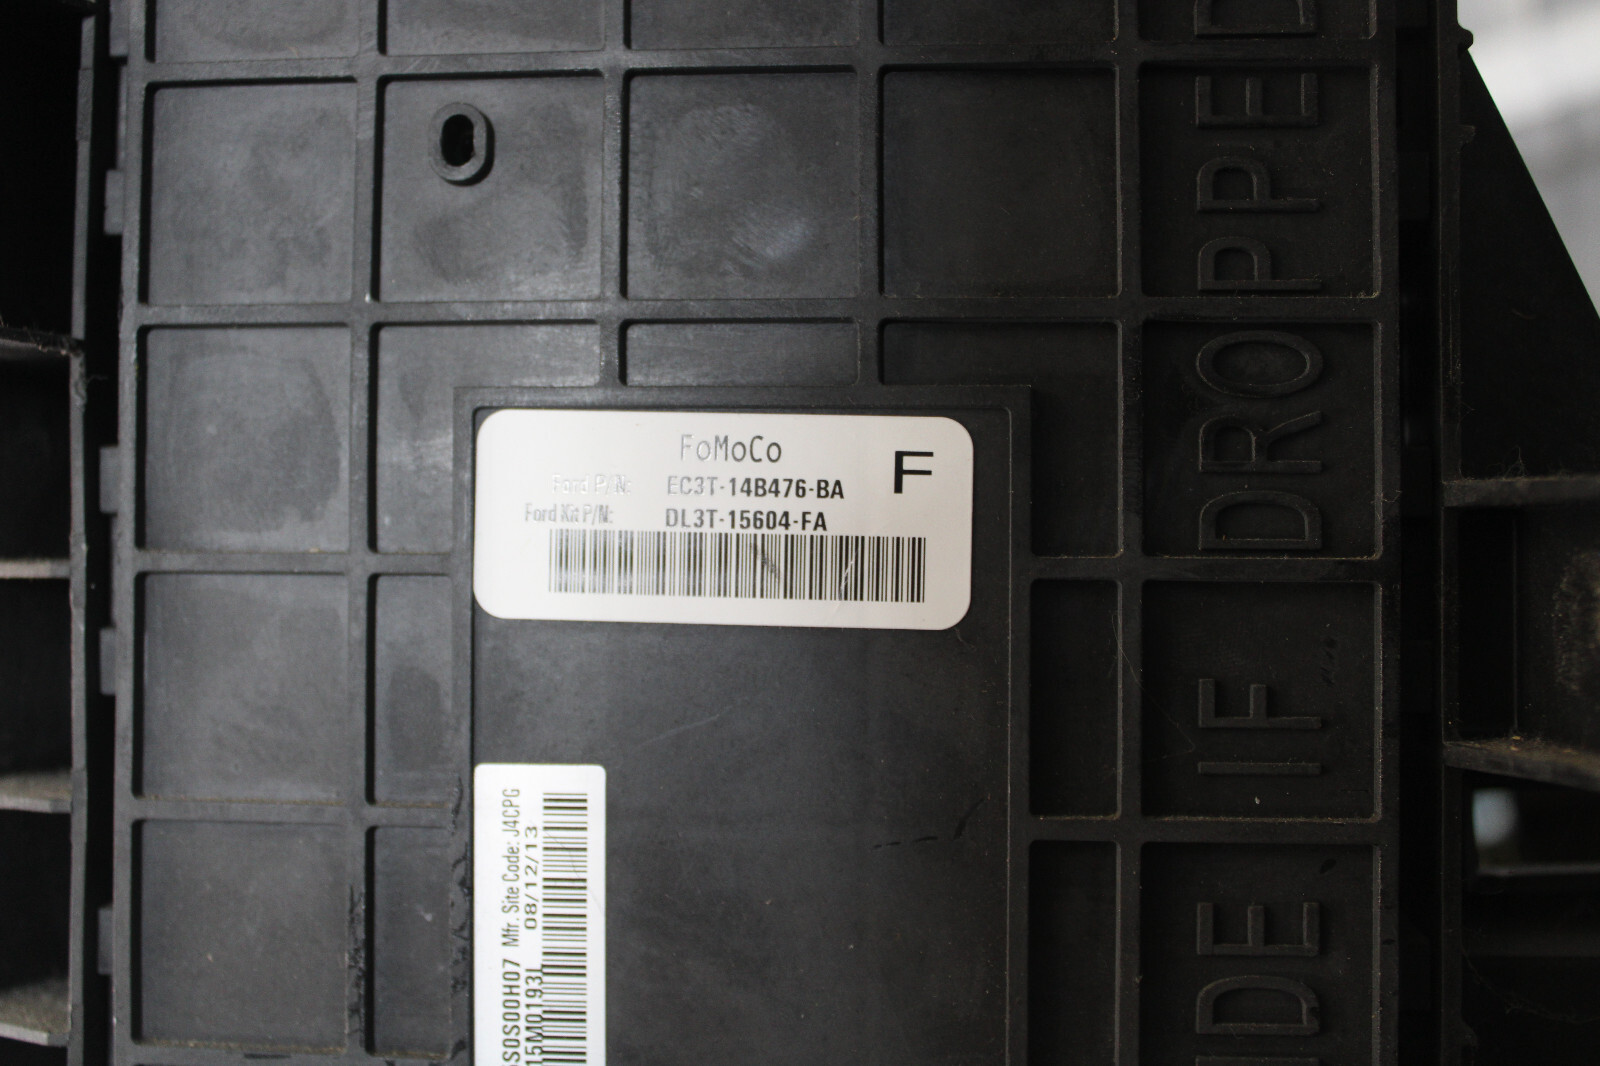 FoMoCo
F
Ford P/N: EC3T-14B476-BA
Ford Kit P/N: DL3T-15604-FA
Mfr. Site Code: J4CPG
08/12/13
IF DROPPED